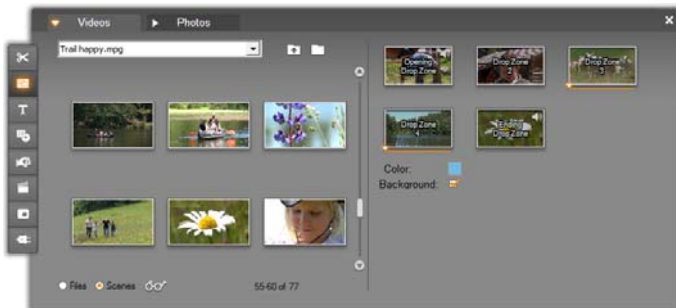 Videos
Photos
Trail happy.mpg
Opening Drop Zone
Drop Zone 2
Drop Zone 3
Drop Zone 4
Ending Drop Zone
Color:
Background:
Files
Scenes
55-60 of 77
T